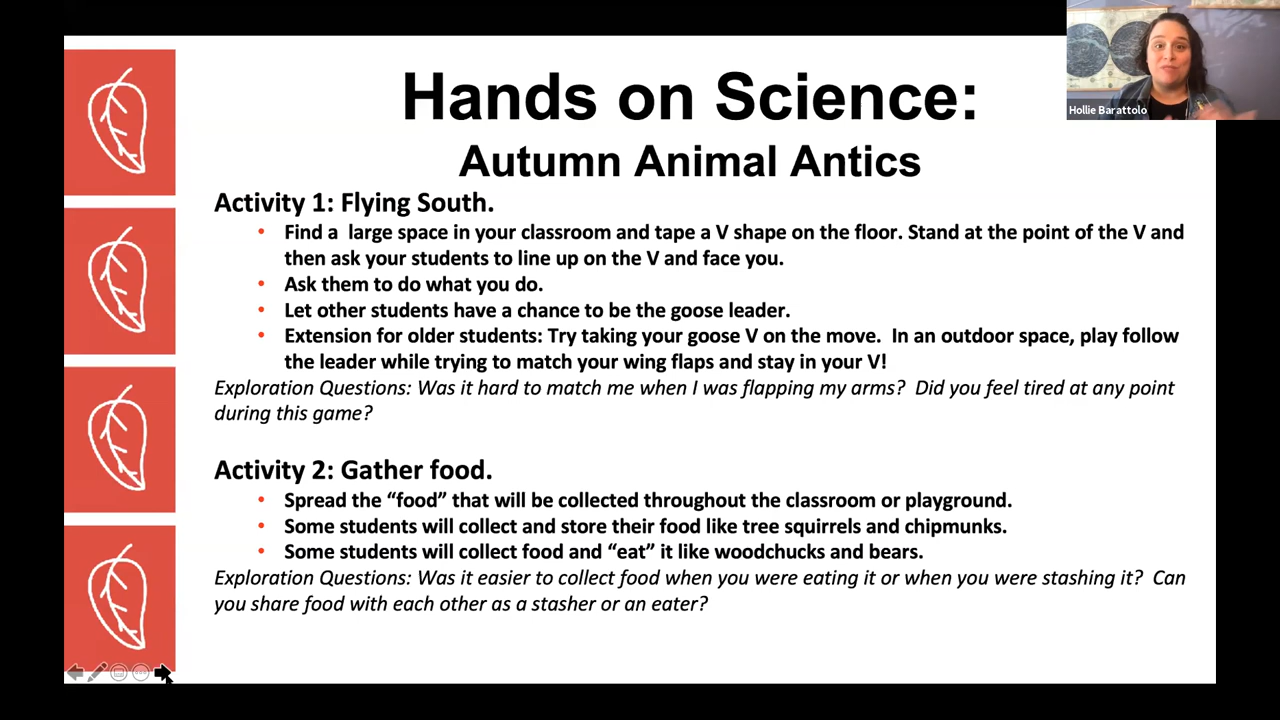 Hands on Science:
Autumn Animal Antics
Hollie Barattolo
Activity 1: Flying South.
• Find a large space in your classroom and tape a V shape on the floor. Stand at the point of the V and
then ask your students to line up on the V and face you.
• Ask them to do what you do.
• Let other students have a chance to be the goose leader.
• Extension for older students: Try taking your goose V on the move. In an outdoor space, play follow
the leader while trying to match your wing flaps and stay in your V!
Exploration Questions: Was it hard to match me when I was flapping my arms? Did you feel tired at any point
during this game?
Activity 2: Gather food.
• Spread the “food” that will be collected throughout the classroom or playground.
• Some students will collect and store their food like tree squirrels and chipmunks.
• Some students will collect food and “eat” it like woodchucks and bears.
Exploration Questions: Was it easier to collect food when you were eating it or when you were stashing it? Can
you share food with each other as a stasher or an eater?